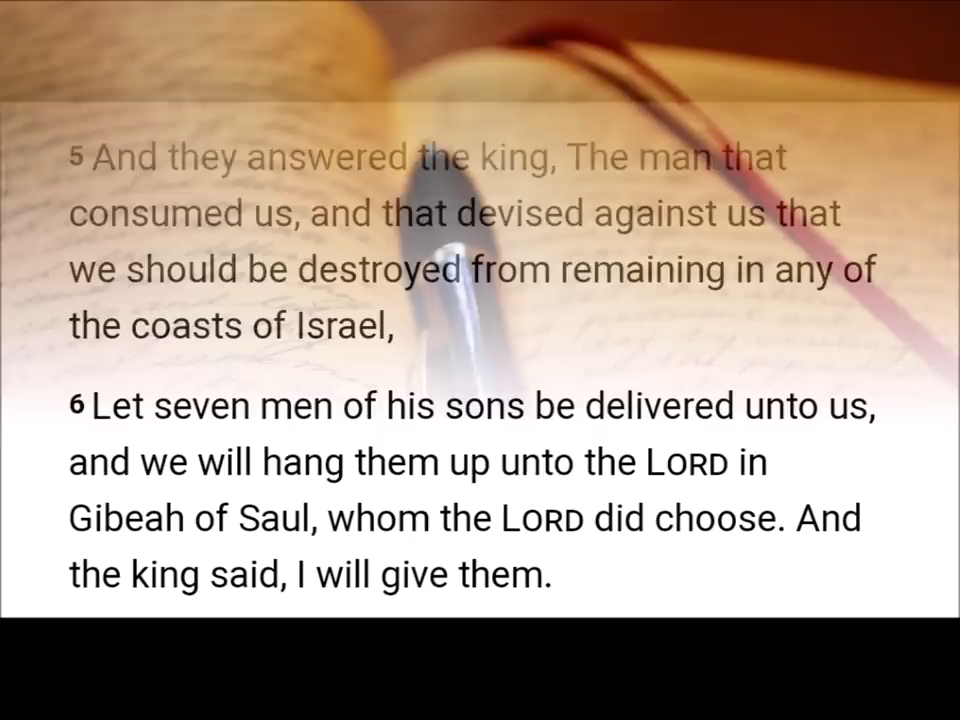 5 And they answered the king, The man that
consumed us, and that devised against us that
we should be destroyed from remaining in any of
the coasts of Israel,
6 Let seven men of his sons be delivered unto us,
and we will hang them up unto the LORD in
Gibeah of Saul, whom the LORD did choose. And
the king said, I will give them.